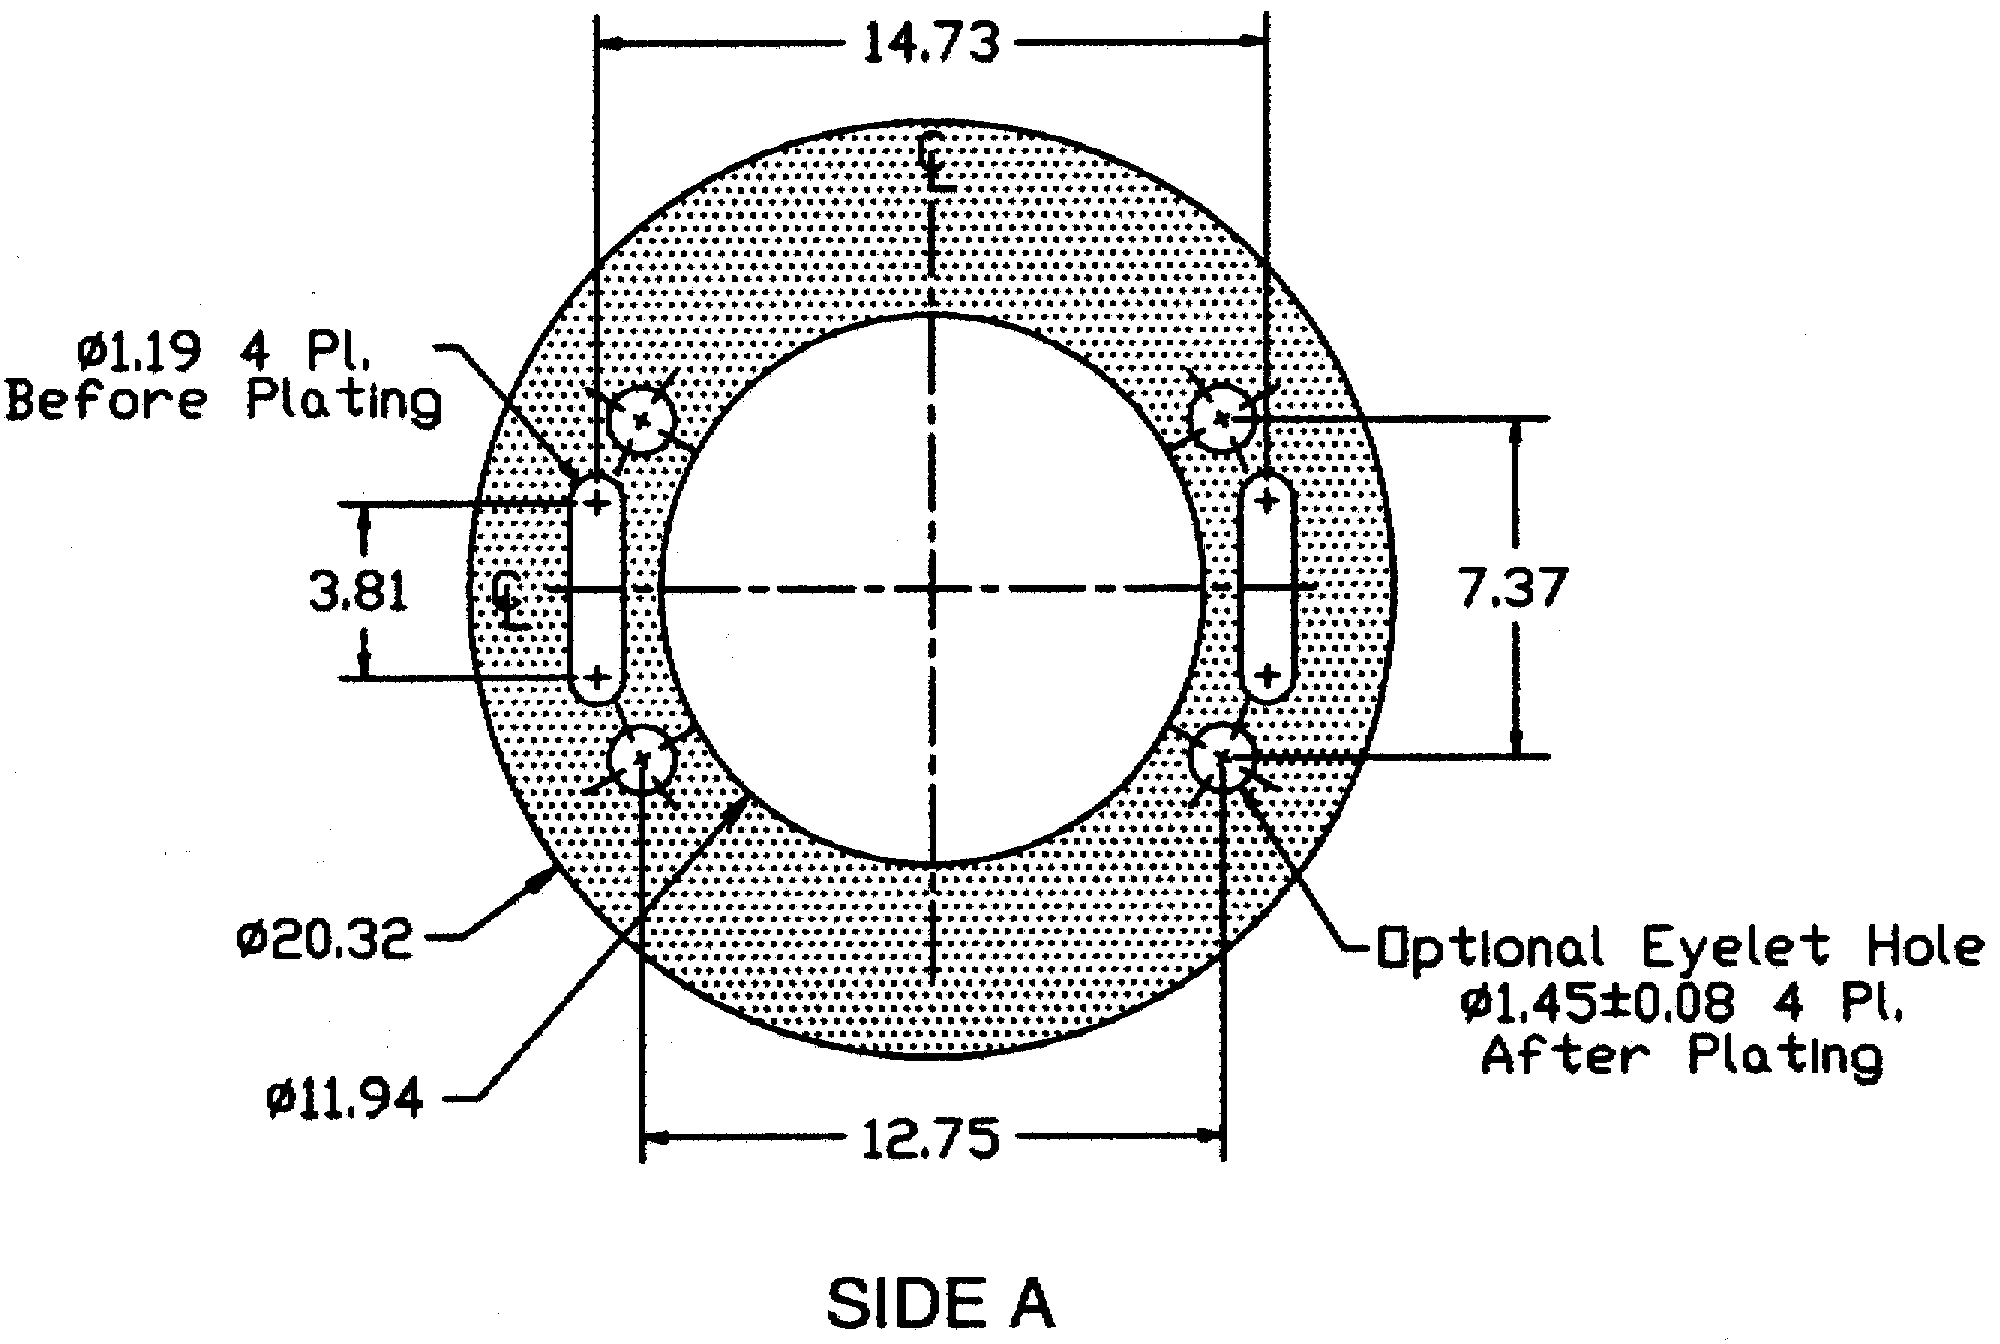 14.73
℄
Ø1.19 4 Pl.
Before Plating
3.81
℄
7.37
Ø20.32
Optional Eyelet Hole
Ø1.45±0.08 4 Pl.
After Plating
Ø11.94
12.75
SIDE A